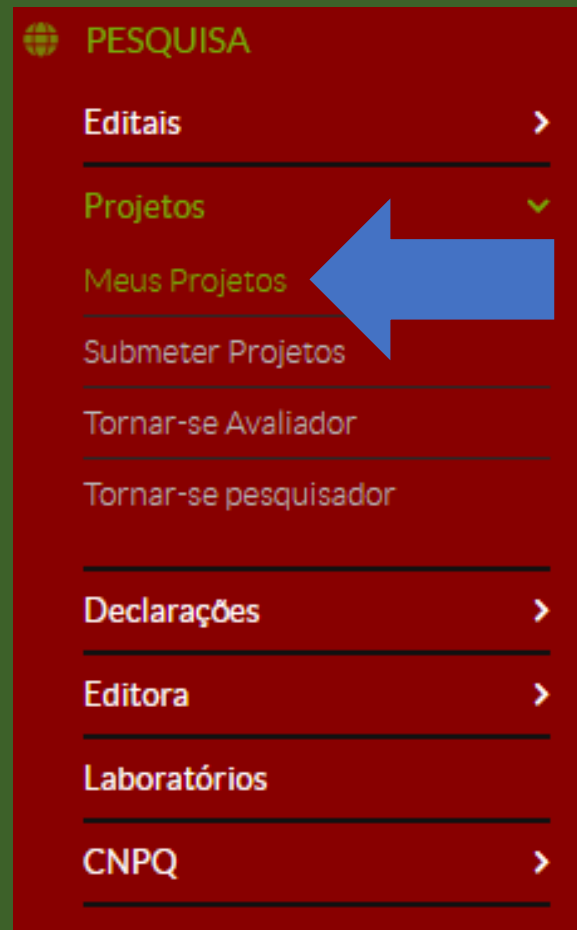 PESQUISA
Editais
Projetos
Meus Projetos
Submeter Projetos
Tornar-se Avaliador
Tornar-se pesquisador
Declarações
Editora
Laboratórios
CNPQ